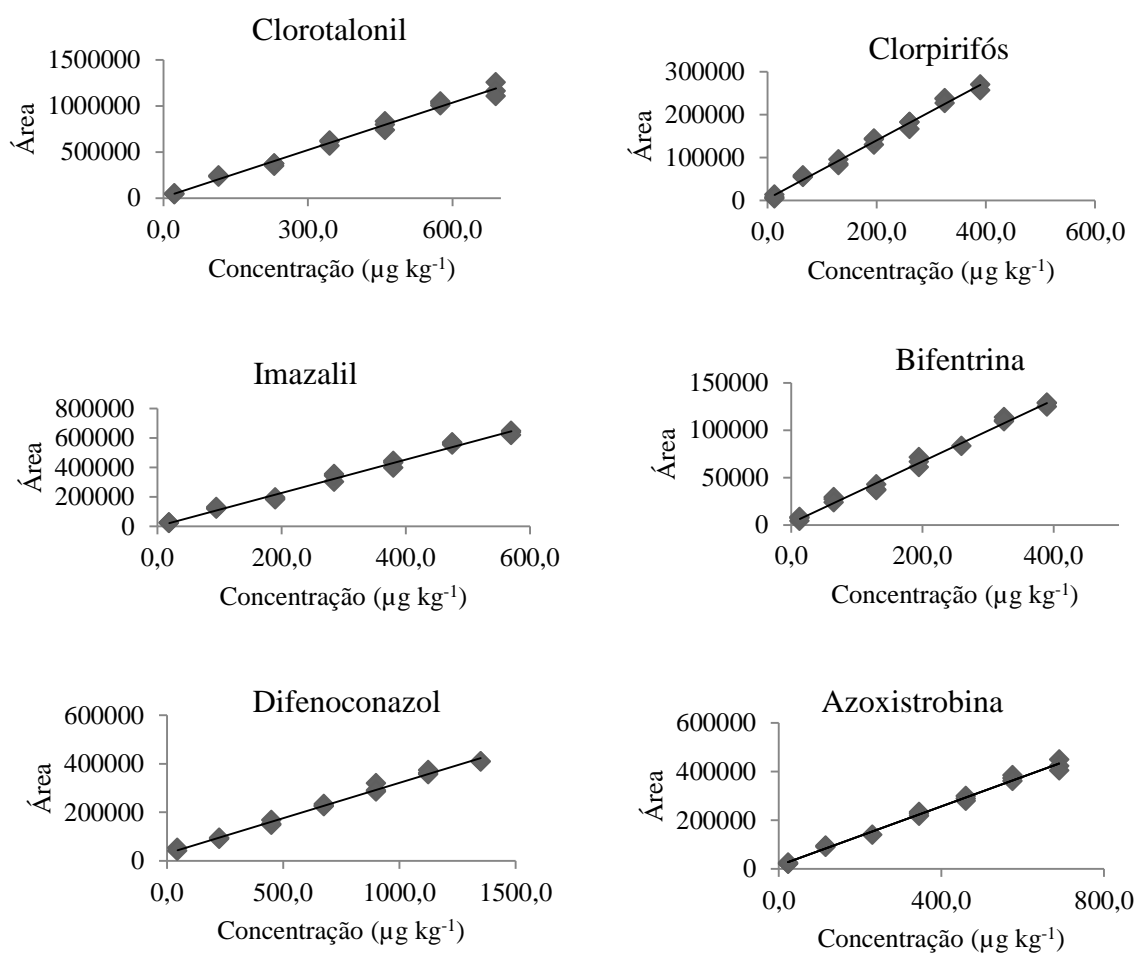 Clorotalonil
1500000
1000000
500000
0
Área
0,0 300,0 600,0
Concentração (µg kg-1)
Clorpirifós
300000
200000
100000
0
Área
0,0 200,0 400,0 600,0
Concentração (µg kg-1)
Imazalil
800000
600000
400000
200000
0
Área
0,0 200,0 400,0 600,0
Concentração (µg kg-1)
Bifentrina
150000
100000
50000
0
Área
0,0 200,0 400,0
Concentração (µg kg-1)
Difenoconazol
600000
400000
200000
0
Área
0,0 500,0 1000,0 1500,0
Concentração (µg kg-1)
Azoxistrobina
600000
400000
200000
0
Área
0,0 400,0 800,0
Concentração (µg kg-1)